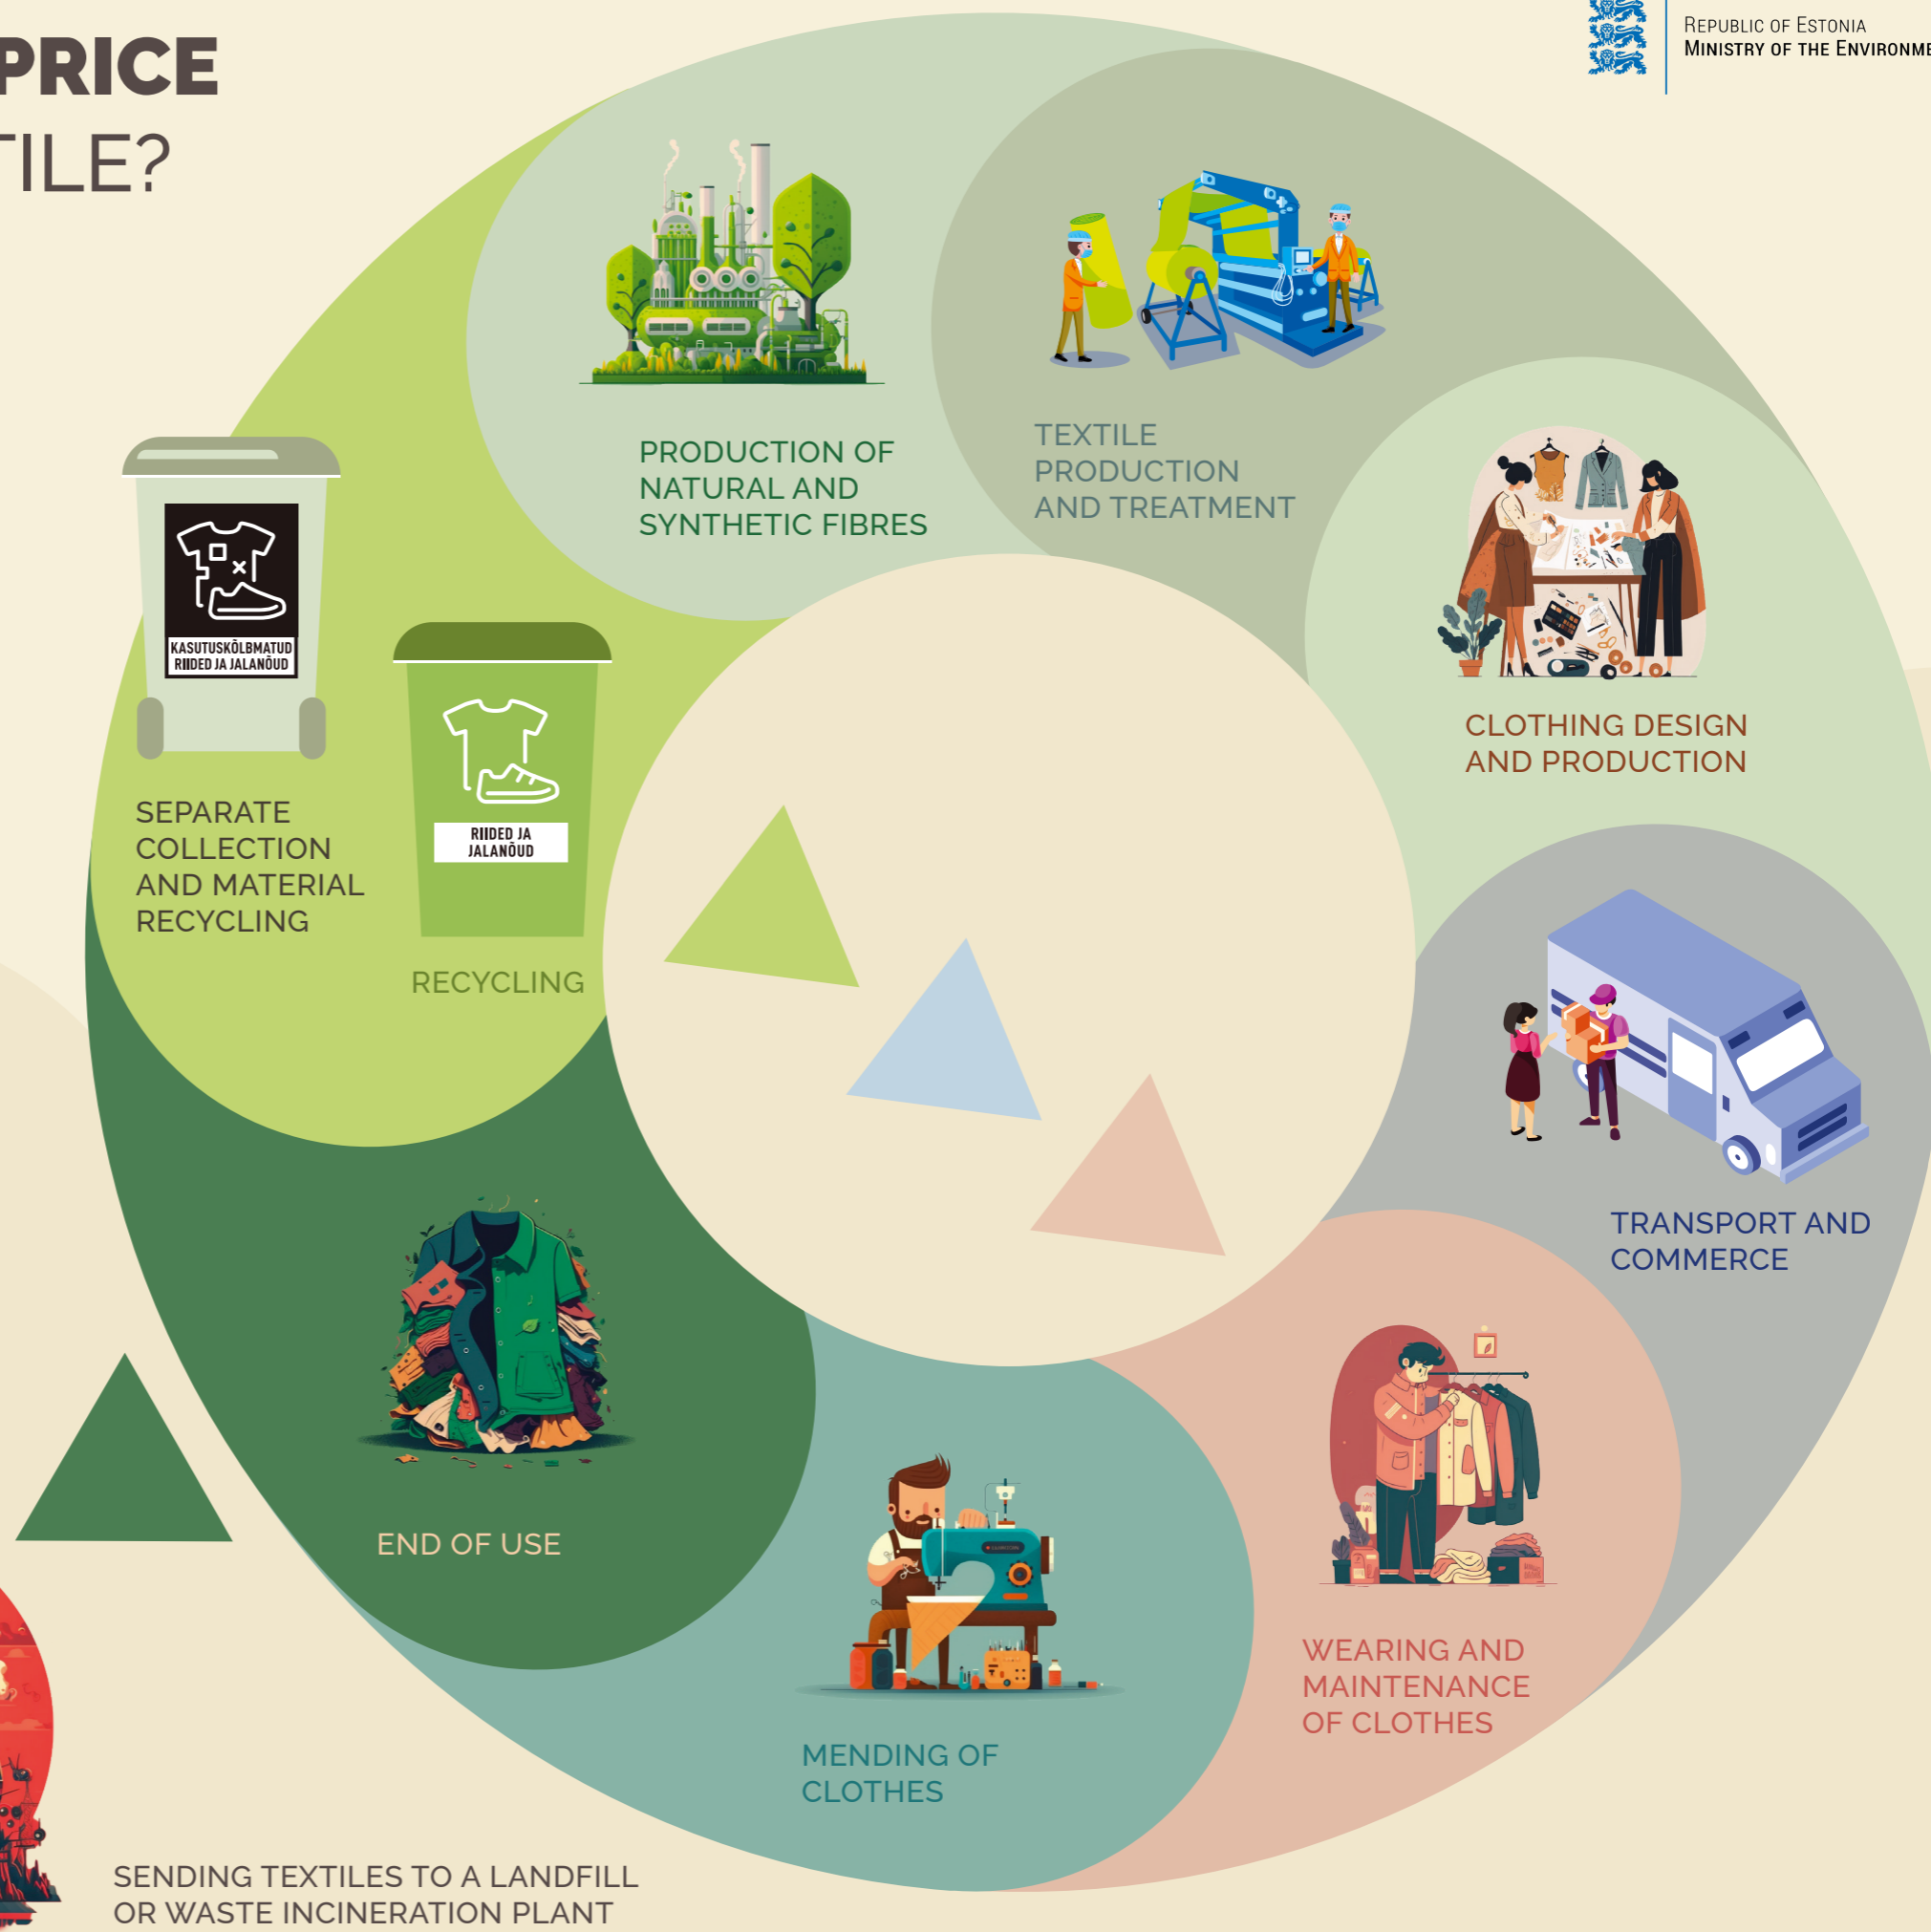 PRICE
TILE?
REPUBLIC OF ESTONIA
MINISTRY OF THE ENVIRONME
PRODUCTION OF
NATURAL AND
SYNTHETIC FIBRES
TEXTILE
PRODUCTION
AND TREATMENT
CLOTHING DESIGN
AND PRODUCTION
KASUTUSKÕLBMATUD
RIIDED JA JALANÕUD
SEPARATE
COLLECTION
AND MATERIAL
RECYCLING
RIIDED JA
JALANÕUD
RECYCLING
TRANSPORT AND
COMMERCE
WEARING AND
MAINTENANCE
OF CLOTHES
MENDING OF
CLOTHES
END OF USE
SENDING TEXTILES TO A LANDFILL
OR WASTE INCINERATION PLANT